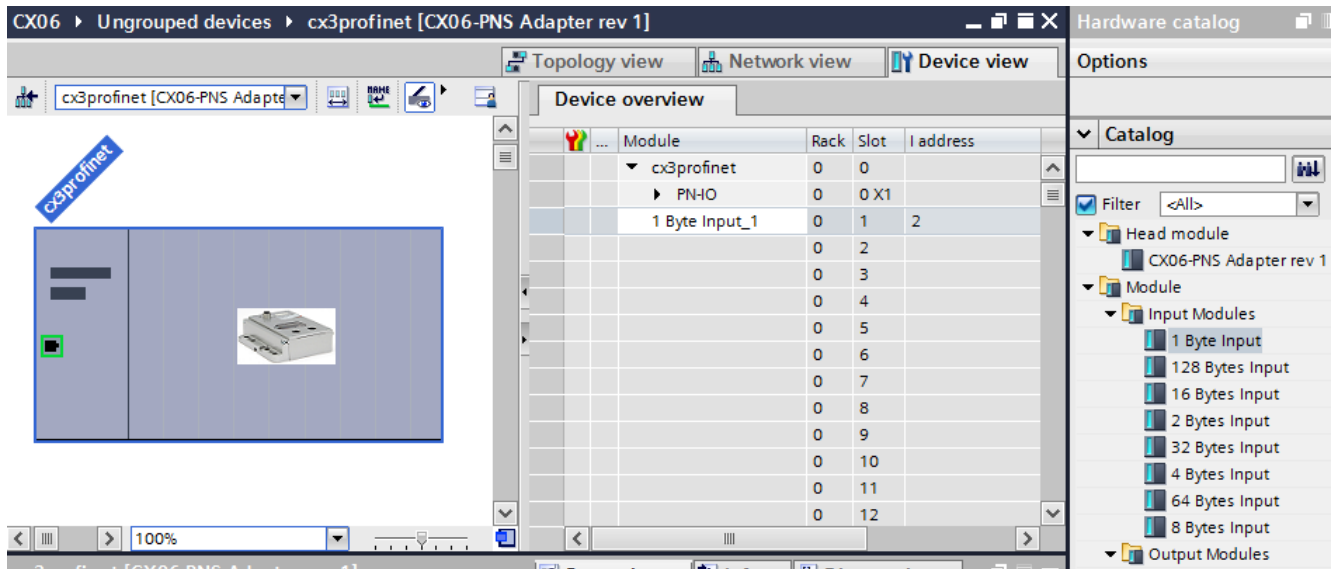 CX06 ▸ Ungrouped devices ▸ cx3profinet [CX06-PNS Adapter rev 1]
Topology view Network view Device view
cx3profinet [CX06-PNS Adapte
NAME
Device overview
... Module Rack Slot I address
cx3profinet 0 0
PN-IO 0 0 X1
1 Byte Input_1 0 1 2
0 2
0 3
0 4
0 5
0 6
0 7
0 8
0 9
0 10
0 11
0 12
cx3profinet
100%
Hardware catalog
Options
Catalog
Filter <All>
Head module
CX06-PNS Adapter rev 1
Module
Input Modules
1 Byte Input
128 Bytes Input
16 Bytes Input
2 Bytes Input
32 Bytes Input
4 Bytes Input
64 Bytes Input
8 Bytes Input
Output Modules